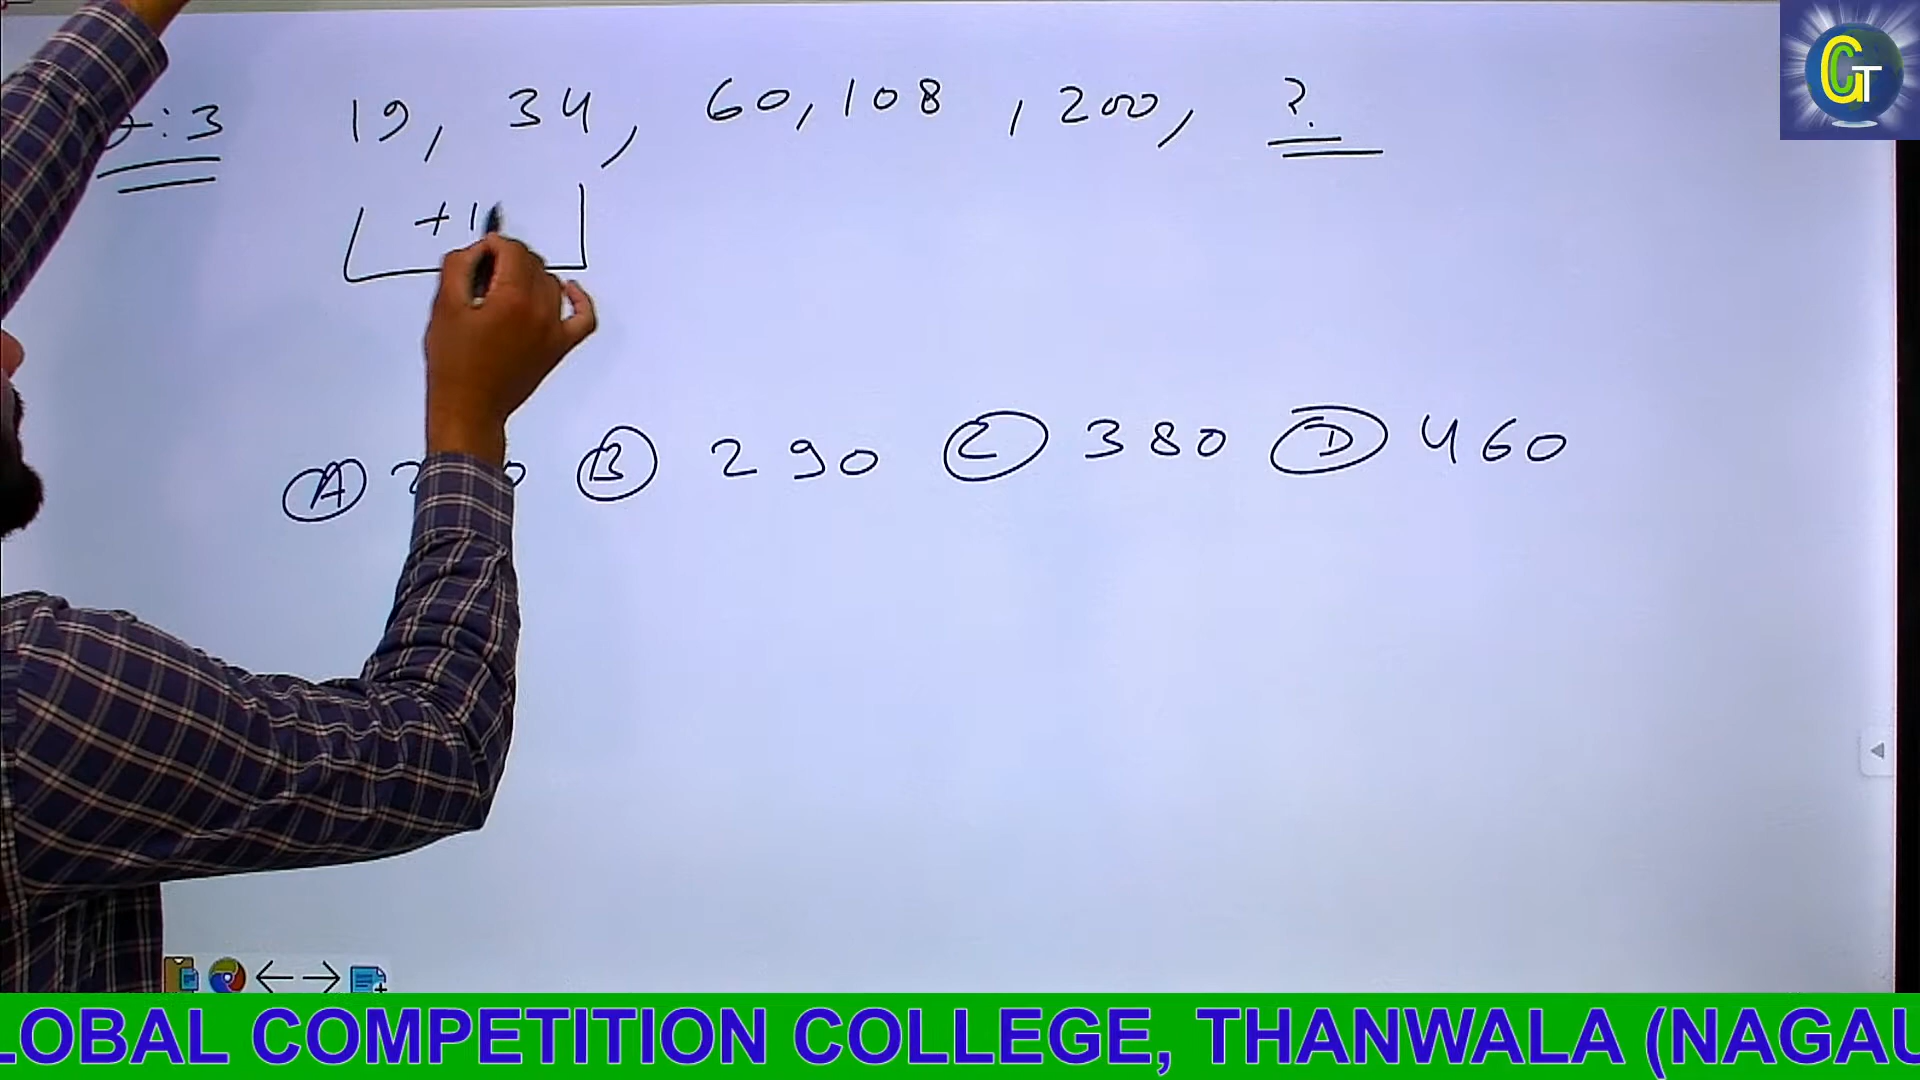 :3 19, 34, 60, 108, 200, ?
+1
A B 290 C 380 D 460
GT
LOBAL COMPETITION COLLEGE, THANWALA (NAGAU